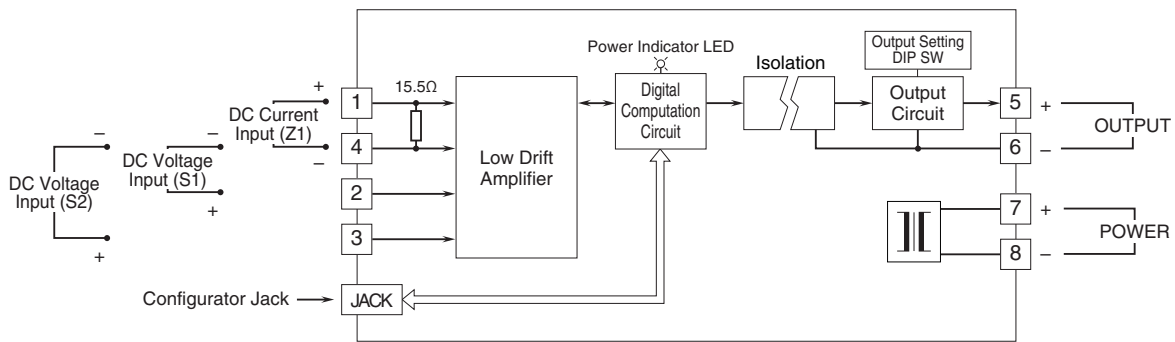 Power Indicator LED
Output Setting
DIP SW
Isolation
+
1
15.5Ω
DC Current
Input (Z1)
–
4
–
–
DC Voltage
Input (S1)
+
DC Voltage
Input (S2)
+
2
3
Low Drift
Amplifier
Digital
Computation
Circuit
Output
Circuit
5
+
OUTPUT
6
–
7
+
POWER
8
–
Configurator Jack
JACK